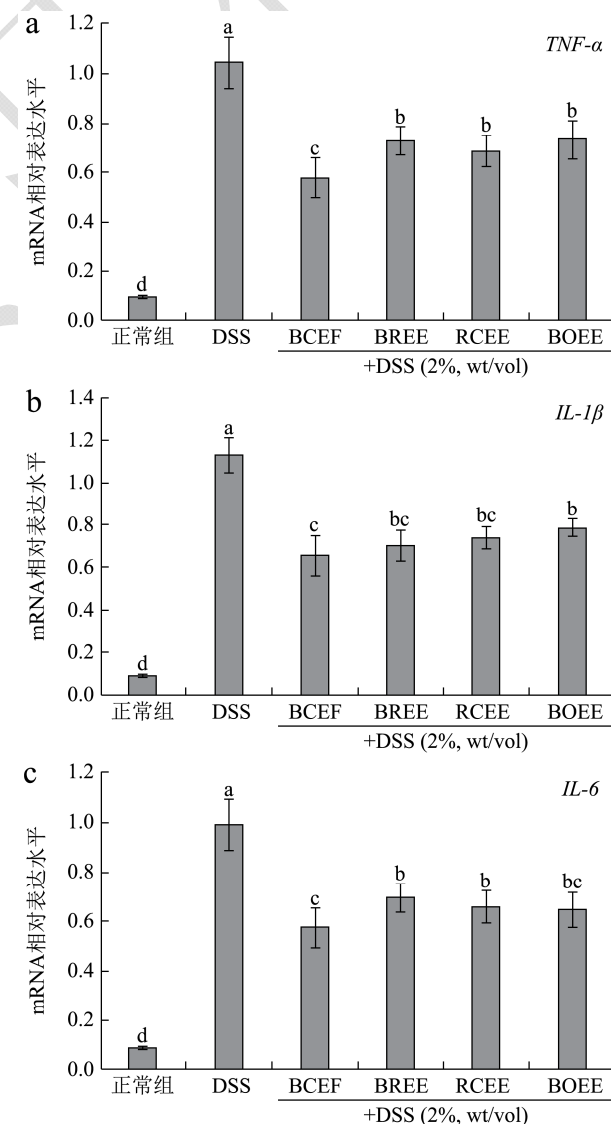 a
TNF-α
mRNA相对表达水平
1.2
1.0
0.8
0.6
0.4
0.2
0.0
d
a
c
b
b
b
正常组 DSS BCEF BREE RCEE BOEE
+DSS (2%, wt/vol)
b
IL-1β
mRNA相对表达水平
1.4
1.2
1.0
0.8
0.6
0.4
0.2
0.0
d
a
c
bc
bc
b
正常组 DSS BCEF BREE RCEE BOEE
+DSS (2%, wt/vol)
c
IL-6
mRNA相对表达水平
1.2
1.0
0.8
0.6
0.4
0.2
0.0
d
a
c
b
b
bc
正常组 DSS BCEF BREE RCEE BOEE
+DSS (2%, wt/vol)